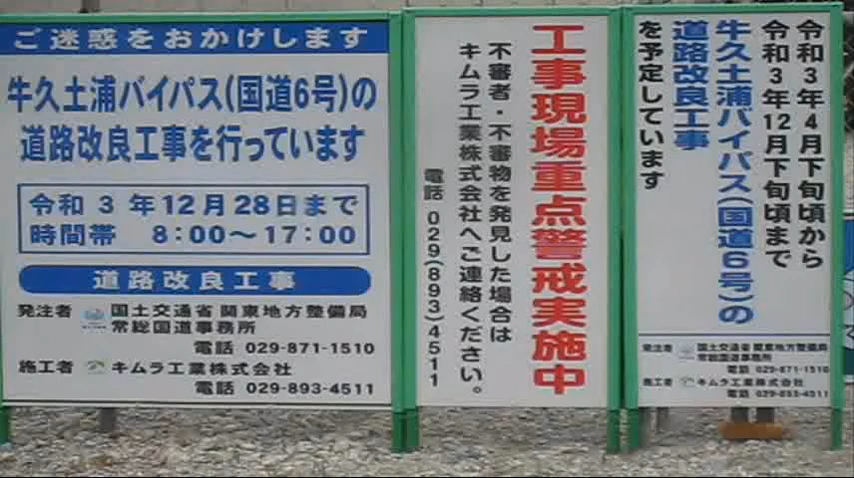 ご迷惑をおかけします
牛久土浦バイパス(国道6号)の
道路改良工事を行っています
令和 3 年12月28日まで
時間帯 8:00～17:00
道路改良工事
発注者 国土交通省 関東地方整備局
常総国道事務所
電話 029-871-1510
施工者 キムラ工業株式会社
電話 029-893-4511
工事現場重点警戒実施中
不審者・不審物を発見した場合は
キムラ工業株式会社へご連絡ください。
電話 029(893)4511
令和3年4月下旬頃から
令和3年12月下旬頃まで
牛久土浦バイパス(国道6号)の
道路改良工事
を予定しています
発注者 国土交通省 関東地方整備局
常総国道事務所
電話 029-871-1510
施工者 キムラ工業株式会社
電話 029-893-4511